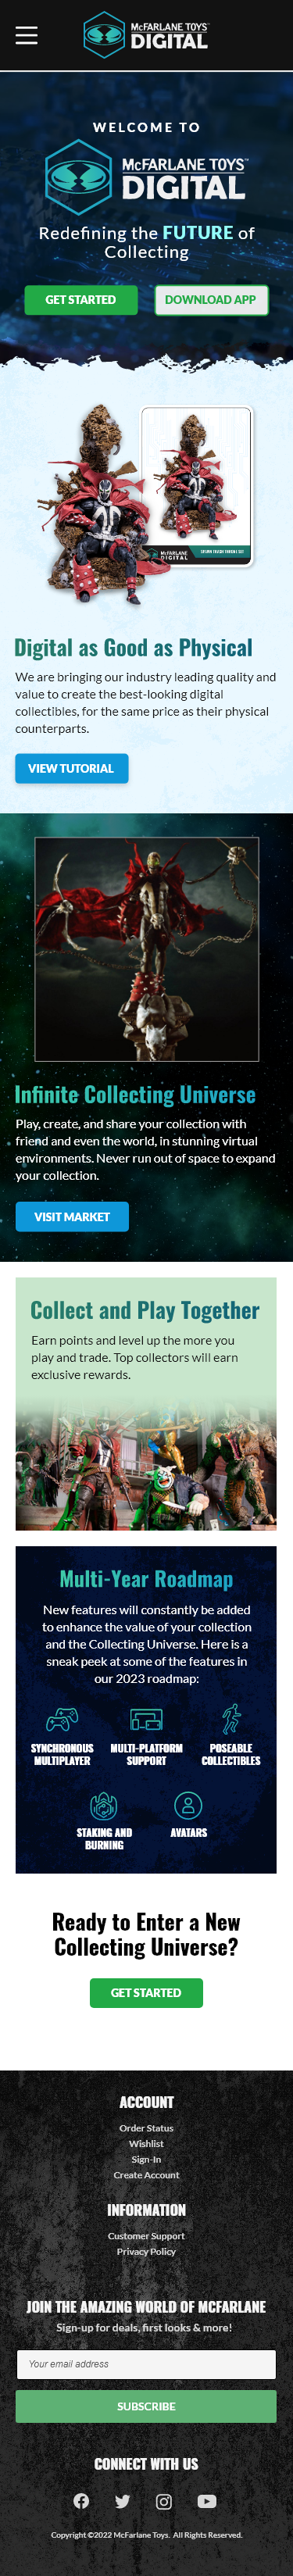 McFARLANE TOYS™
DIGITAL
WELCOME TO
McFARLANE TOYS™
DIGITAL
Redefining the FUTURE of
Collecting
GET STARTED
DOWNLOAD APP
McFARLANE
DIGITAL
Digital as Good as Physical
We are bringing our industry leading quality and
value to create the best-looking digital
collectibles, for the same price as their physical
counterparts.
VIEW TUTORIAL
Infinite Collecting Universe
Play, create, and share your collection with
friend and even the world, in stunning virtual
environments. Never run out of space to expand
your collection.
VISIT MARKET
Collect and Play Together
Earn points and level up the more you
play and trade. Top collectors will earn
exclusive rewards.
Multi-Year Roadmap
New features will constantly be added
to enhance the value of your collection
and the Collecting Universe. Here is a
sneak peek at some of the features in
our 2023 roadmap:
SYNCHRONOUS
MULTIPLAYER
MULTI-PLATFORM
SUPPORT
POSEABLE
COLLECTIBLES
STAKING AND
BURNING
AVATARS
Ready to Enter a New
Collecting Universe?
GET STARTED
ACCOUNT
Order Status
Wishlist
Sign-In
Create Account
INFORMATION
Customer Support
Privacy Policy
JOIN THE AMAZING WORLD OF MCFARLANE
Sign-up for deals, first looks & more!
Your email address
SUBSCRIBE
CONNECT WITH US
Copyright ©2022 McFarlane Toys. All Rights Reserved.